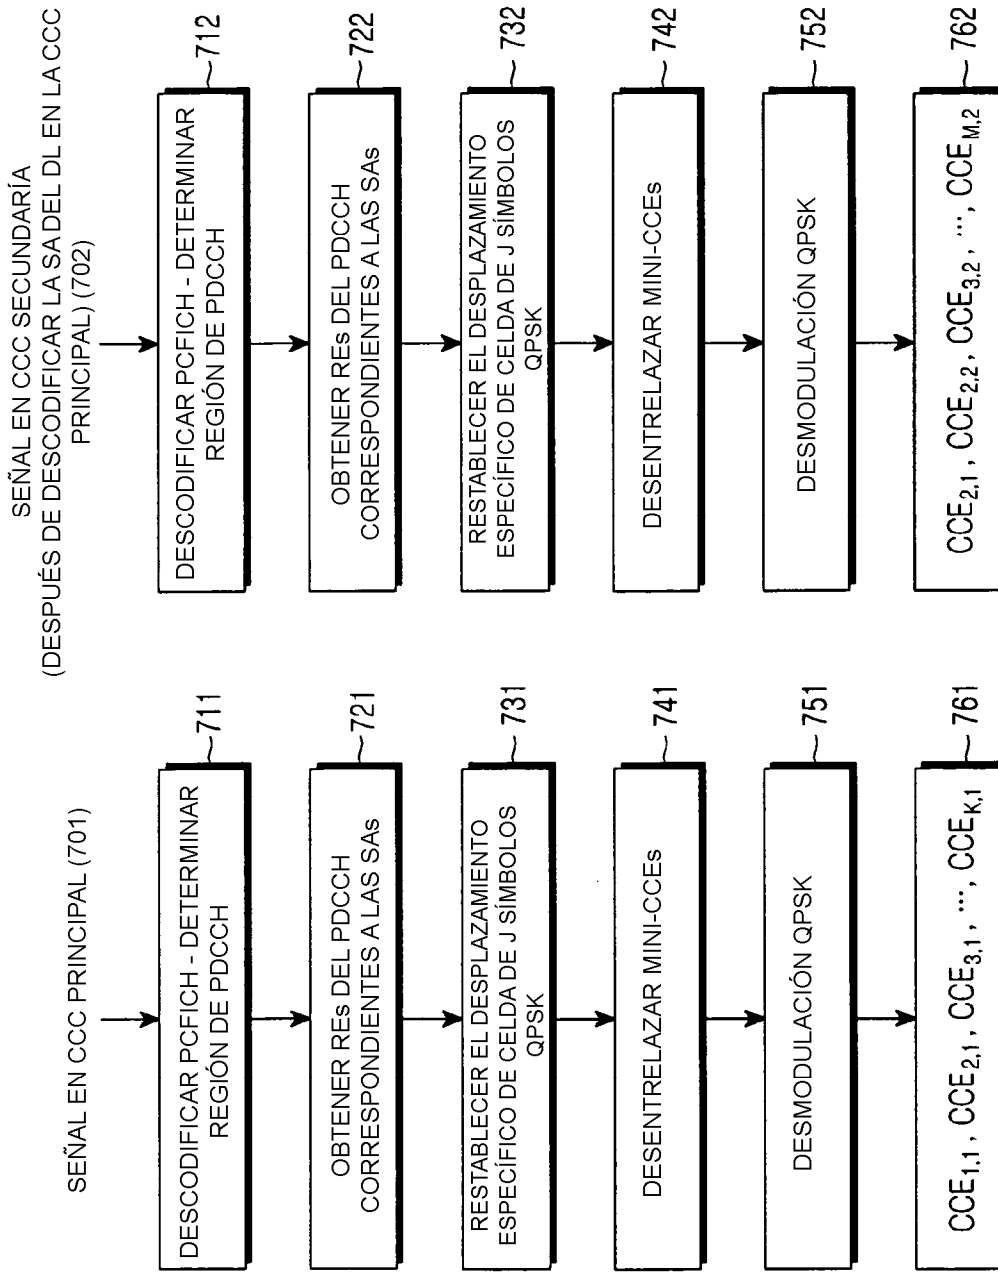 SEÑAL EN CCC PRINCIPAL (701)
DESCODIFICAR PCFICH - DETERMINAR
REGIÓN DE PDCCH
711
OBTENER REs DEL PDCCH
CORRESPONDIENTES A LAS SAs
721
RESTABLECER EL DESPLAZAMIENTO
ESPECÍFICO DE CELDA DE J SÍMBOLOS
QPSK
731
DESENTRELAZAR MINI-CCEs
741
DESMODULACIÓN QPSK
751
CCE1,1, CCE2,1, CCE3,1, ..., CCEK,1
761
SEÑAL EN CCC SECUNDARÍA
(DESPUÉS DE DESCODIFICAR LA SA DEL DL EN LA CCC
PRINCIPAL) (702)
DESCODIFICAR PCFICH - DETERMINAR
REGIÓN DE PDCCH
712
OBTENER REs DEL PDCCH
CORRESPONDIENTES A LAS SAs
722
RESTABLECER EL DESPLAZAMIENTO
ESPECÍFICO DE CELDA DE J SÍMBOLOS
QPSK
732
DESENTRELAZAR MINI-CCEs
742
DESMODULACIÓN QPSK
752
CCE2,1, CCE2,2, CCE3,2, ..., CCEM,2
762